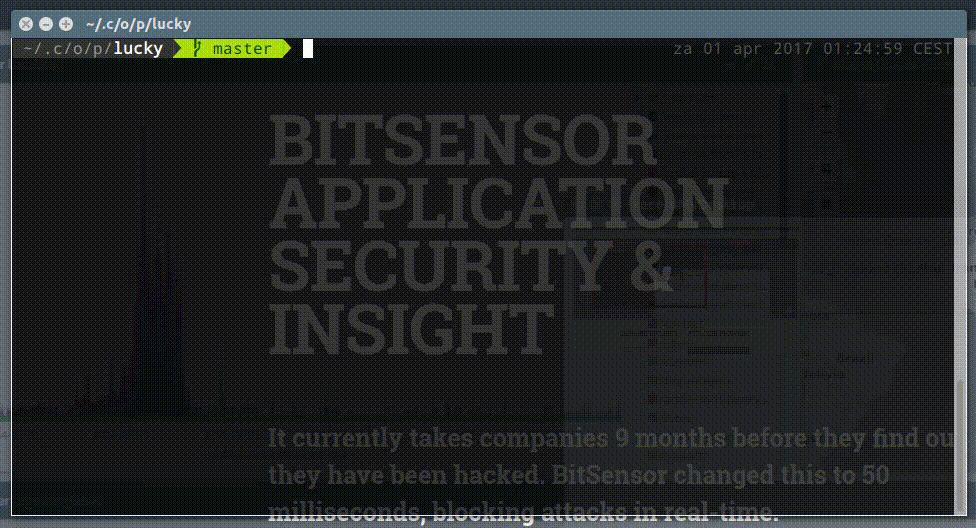 ~/.c/o/p/lucky
~/.c/o/p/lucky master za 01 apr 2017 01:24:59 CEST
BITSENSOR
APPLICATION
SECURITY &
INSIGHT
It currently takes companies 9 months before they find ou
they have been hacked. BitSensor changed this to 50
milliseconds, blocking attacks in real-time.